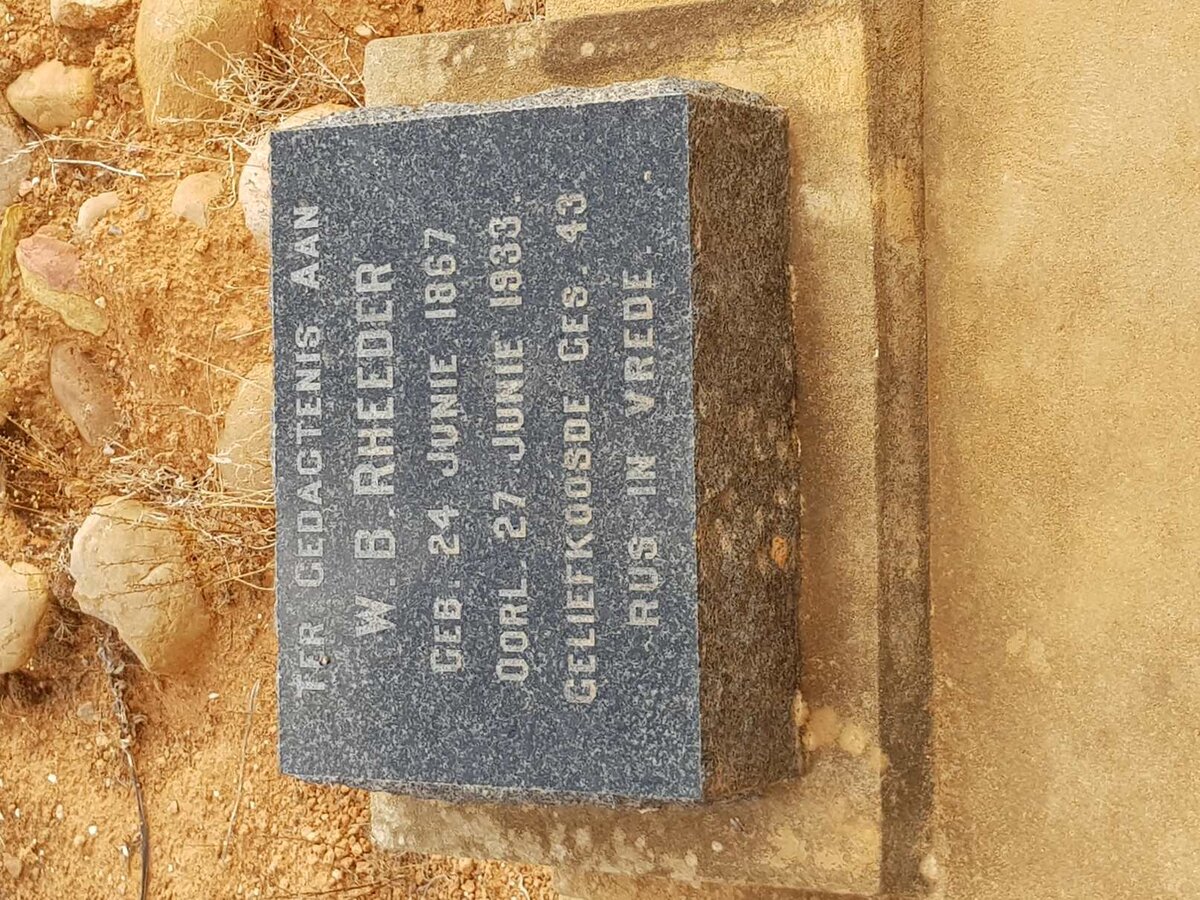 TER GEDAGTENIS AAN
W. B. RHEEDER
GEB. 24 JUNIE 1867
OORL. 27 JUNIE 1933.
GELIEFKOOSDE GES. 43
RUS IN VREDE.